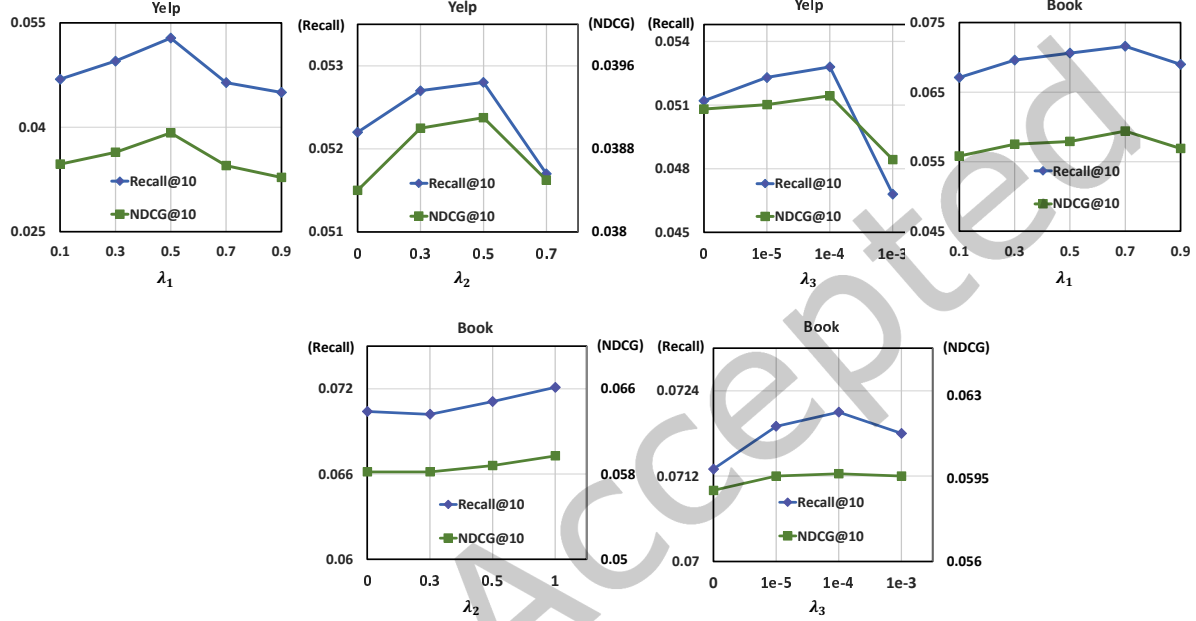 Yelp
0.055
0.04
0.025
Recall@10
NDCG@10
0.1 0.3 0.5 0.7 0.9
λ1
Yelp
(Recall) (NDCG)
0.053 0.0396
0.052 0.0388
0.051 0.038
Recall@10
NDCG@10
0 0.3 0.5 0.7
λ2
Yelp
(Recall)
0.054
0.051
0.048
0.045
Recall@10
NDCG@10
0 1e-5 1e-4 1e-3
λ3
Book
0.075
0.065
0.055
0.045
Recall@10
NDCG@10
0.1 0.3 0.5 0.7 0.9
λ1
Book
(Recall) (NDCG)
0.072 0.066
0.066 0.058
0.06 0.05
Recall@10
NDCG@10
0 0.3 0.5 1
λ2
Book
(Recall) (NDCG)
0.0724 0.063
0.0712 0.0595
0.07 0.056
Recall@10
NDCG@10
0 1e-5 1e-4 1e-3
λ3
Accepted